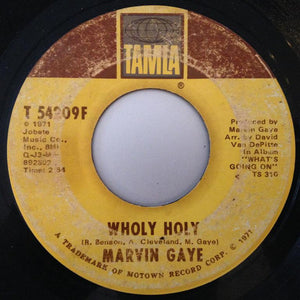 TAMLA
®
T 54209F
℗ 1971
Jobete
Music Co.,
Inc., BMI
Time: 2:54
Produced by
Marvin Gaye
Arr. by David
Van DePitte
In Album
"WHAT'S
GOING ON"
TS 310
WHOLY HOLY
(R. Benson, A. Cleveland, M. Gaye)
MARVIN GAYE
A TRADEMARK OF MOTOWN RECORD CORP. © 1971